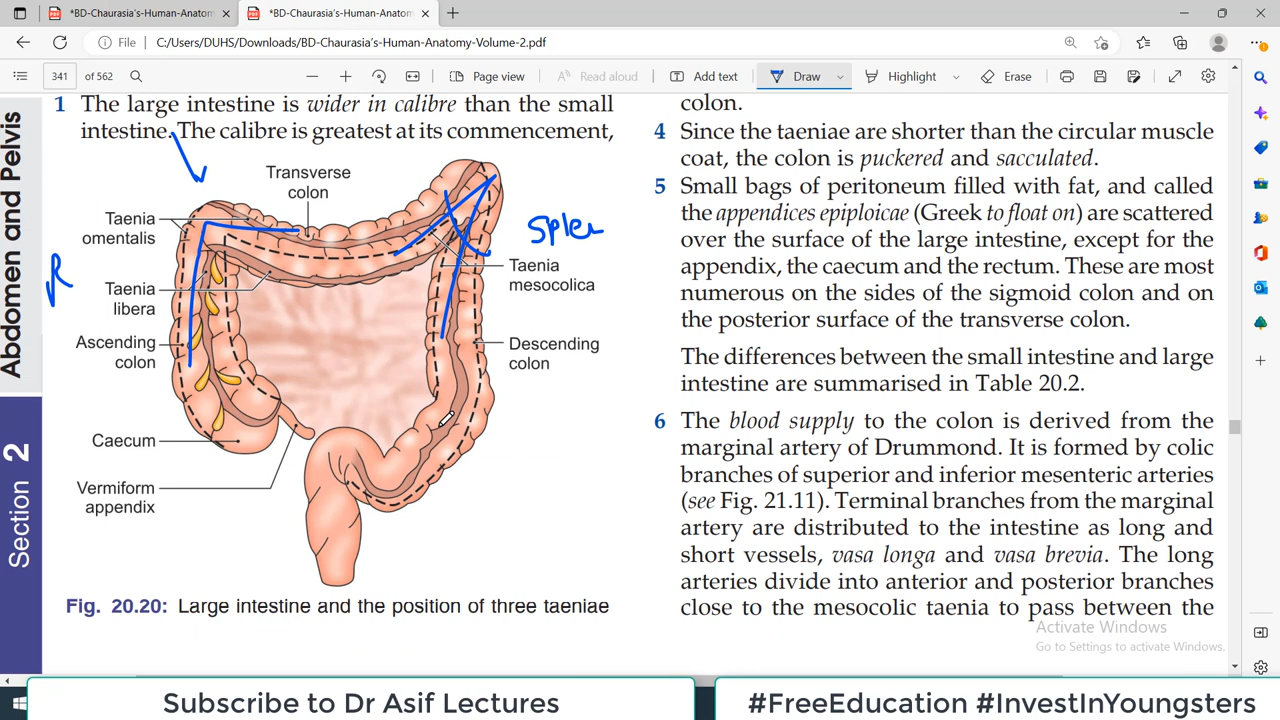 *BD-Chaurasia's-Human-Anatom
*BD-Chaurasia's-Human-Anatom
File
C:/Users/DUHS/Downloads/BD-Chaurasia's-Human-Anatomy-Volume-2.pdf
341 of 562
Page view
Read aloud
Add text
Draw
Highlight
Erase
Abdomen and Pelvis
Section 2
1 The large intestine is wider in calibre than the small
intestine. The calibre is greatest at its commencement,
Transverse
colon
Taenia
omentalis
Taenia
libera
Ascending
colon
Caecum
Vermiform
appendix
R
Splen
Taenia
mesocolica
Descending
colon
Fig. 20.20: Large intestine and the position of three taeniae
colon.
4 Since the taeniae are shorter than the circular muscle
coat, the colon is puckered and sacculated.
5 Small bags of peritoneum filled with fat, and called
the appendices epiploicae (Greek to float on) are scattered
over the surface of the large intestine, except for the
appendix, the caecum and the rectum. These are most
numerous on the sides of the sigmoid colon and on
the posterior surface of the transverse colon.
The differences between the small intestine and large
intestine are summarised in Table 20.2.
6 The blood supply to the colon is derived from the
marginal artery of Drummond. It is formed by colic
branches of superior and inferior mesenteric arteries
(see Fig. 21.11). Terminal branches from the marginal
artery are distributed to the intestine as long and
short vessels, vasa longa and vasa brevia. The long
arteries divide into anterior and posterior branches
close to the mesocolic taenia to pass between the
Activate Windows
Go to Settings to activate Windows.
Subscribe to Dr Asif Lectures
#FreeEducation #InvestInYoungsters